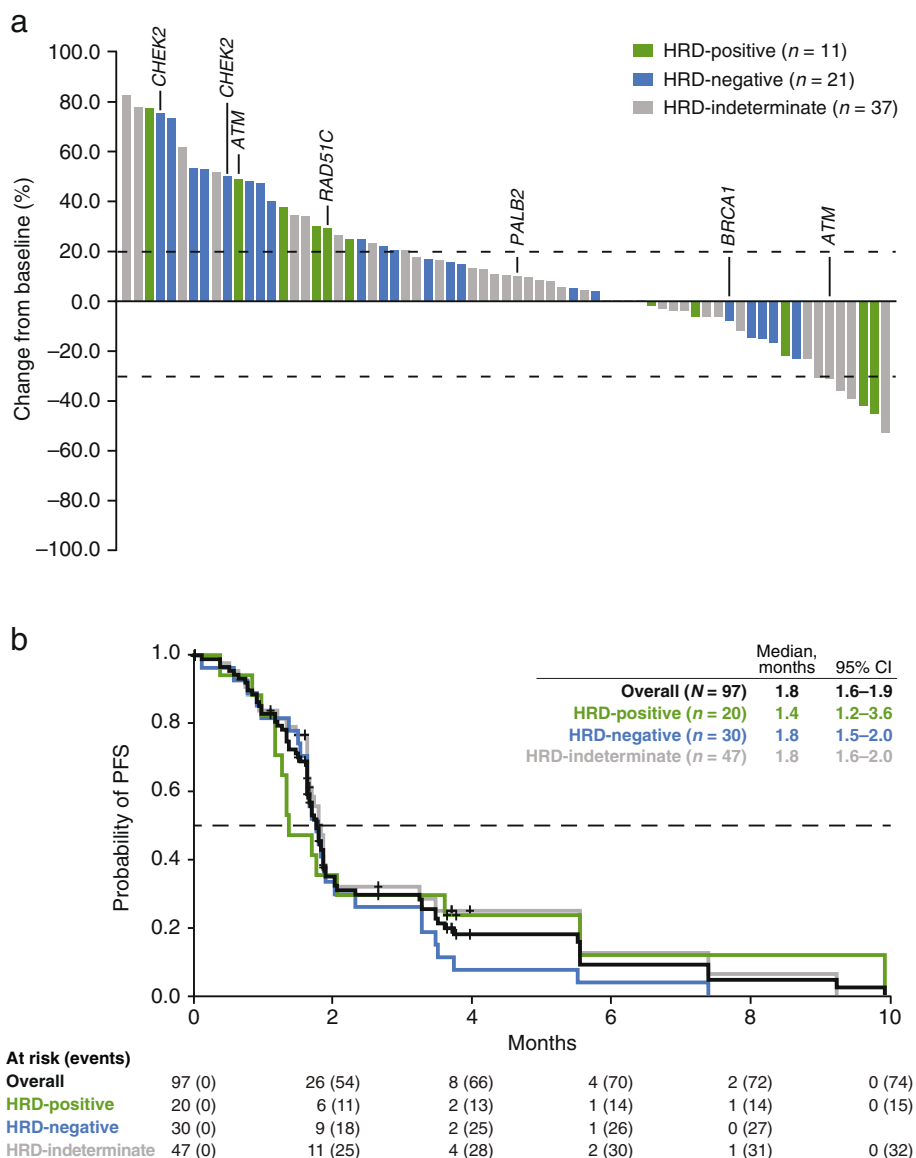 a
100.0
80.0
60.0
40.0
20.0
0.0
−20.0
−40.0
−60.0
−80.0
−100.0
Change from baseline (%)
CHEK2
CHEK2
ATM
RAD51C
PALB2
BRCA1
ATM
HRD-positive (n = 11)
HRD-negative (n = 21)
HRD-indeterminate (n = 37)
b
1.0
0.8
0.6
0.4
0.2
0.0
Probability of PFS
Median, months 95% CI
Overall (N = 97) 1.8 1.6–1.9
HRD-positive (n = 20) 1.4 1.2–3.6
HRD-negative (n = 30) 1.8 1.5–2.0
HRD-indeterminate (n = 47) 1.8 1.6–2.0
0 2 4 6 8 10
Months
At risk (events)
Overall 97 (0) 26 (54) 8 (66) 4 (70) 2 (72) 0 (74)
HRD-positive 20 (0) 6 (11) 2 (13) 1 (14) 1 (14) 0 (15)
HRD-negative 30 (0) 9 (18) 2 (25) 1 (26) 0 (27)
HRD-indeterminate 47 (0) 11 (25) 4 (28) 2 (30) 1 (31) 0 (32)